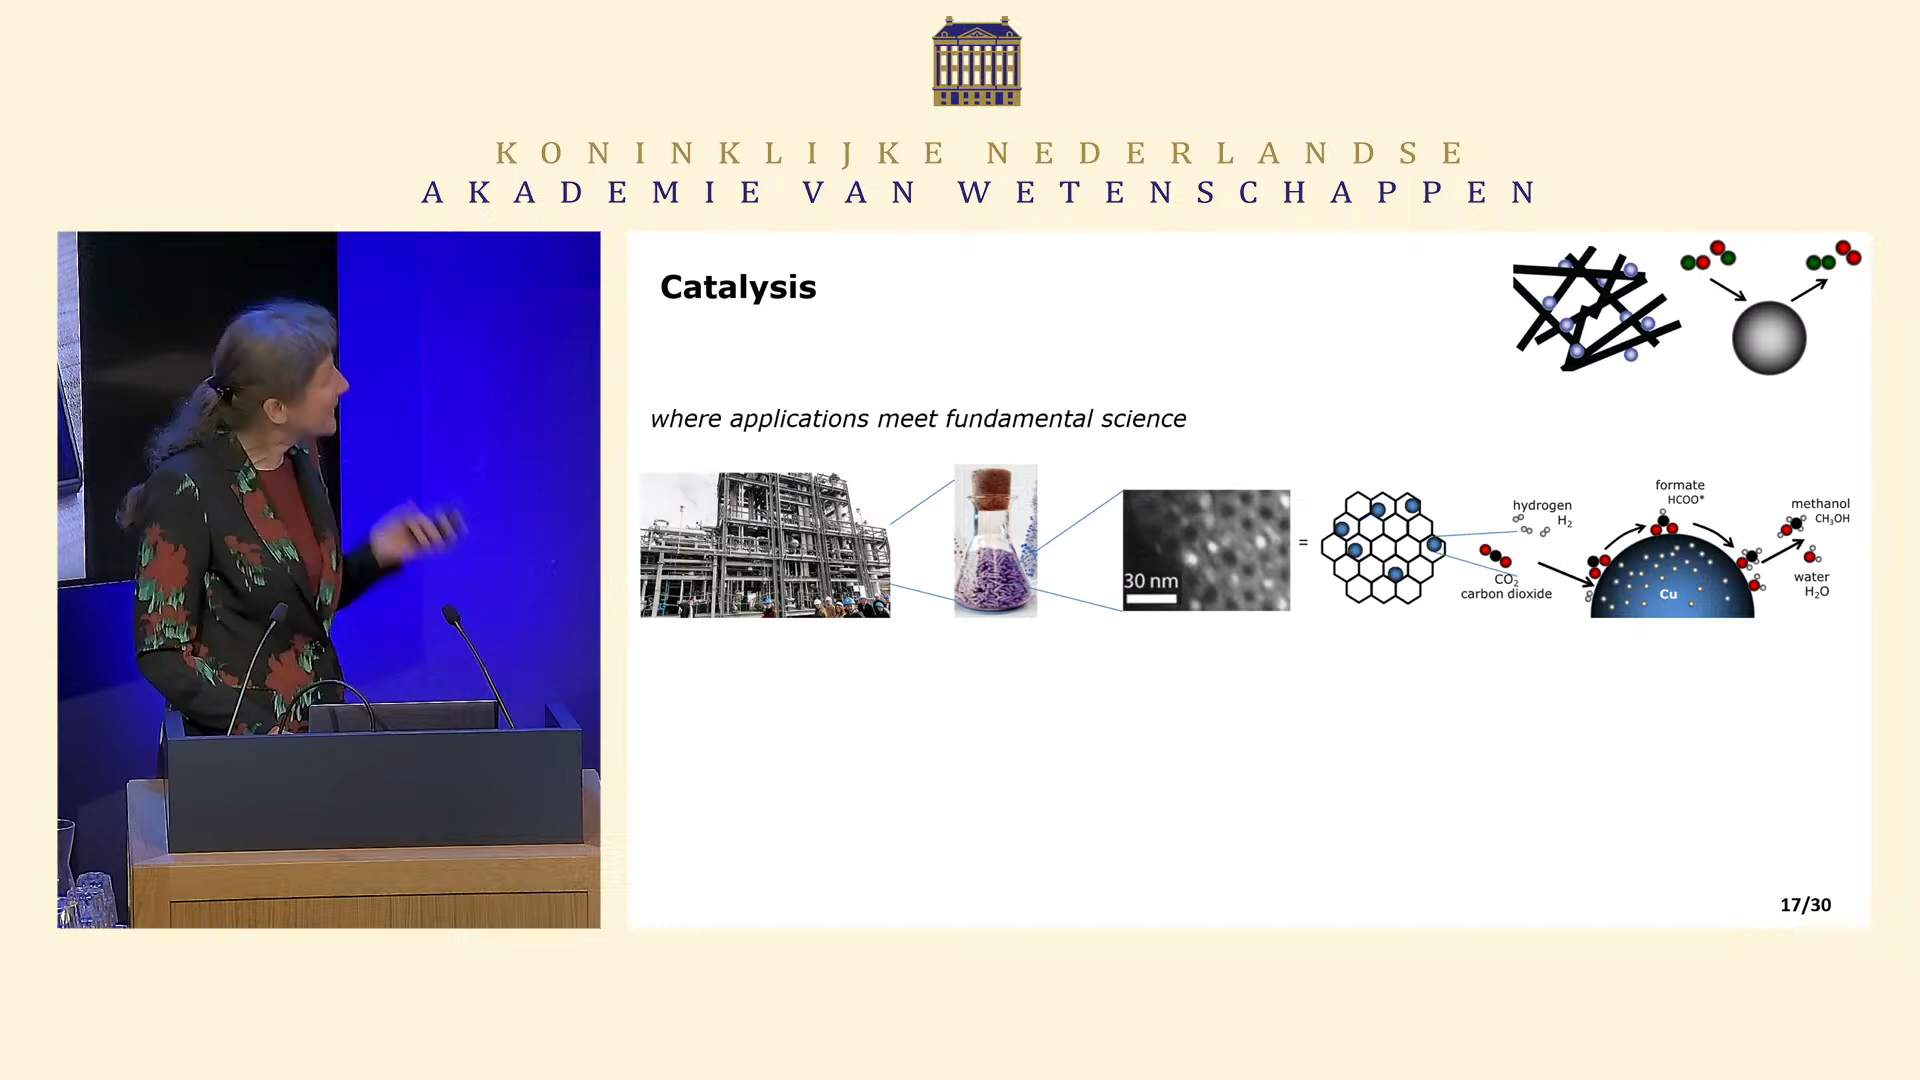 KONINKLIJKE NEDERLANDSE
AKADEMIE VAN WETENSCHAPPEN
Catalysis
where applications meet fundamental science
30 nm
=
hydrogen
H₂
CO₂
carbon dioxide
formate
HCOO*
Cu
methanol
CH₃OH
water
H₂O
17/30